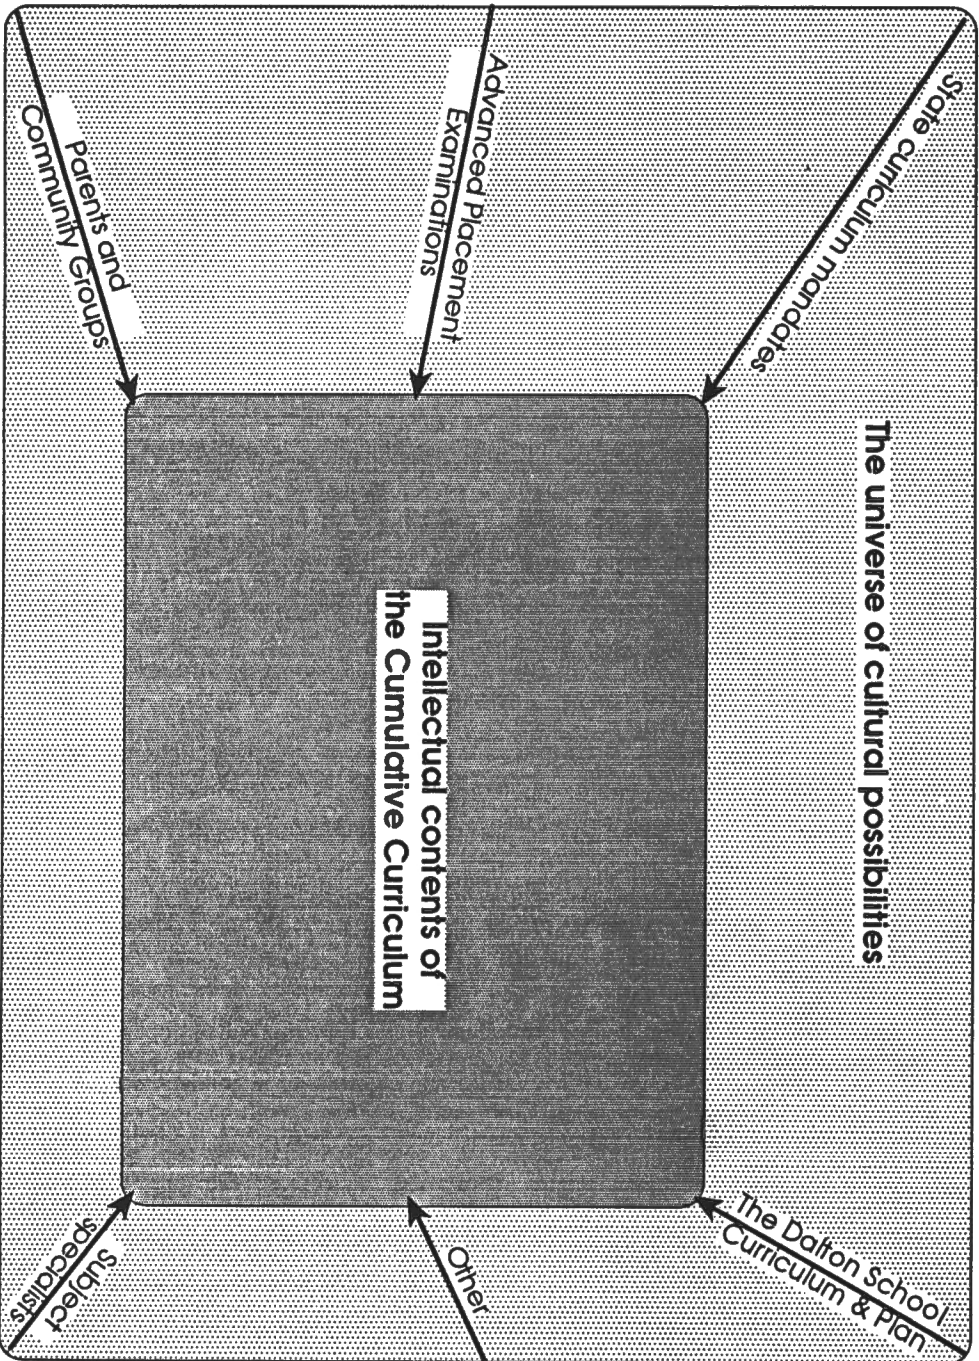 The universe of cultural possibilities
State curriculum mandates
The Dalton School
Curriculum & Plan
Advanced Placement
Examinations
Intellectual contents of
the Cumulative Curriculum
Other
Parents and
Community Groups
Subject
specialists